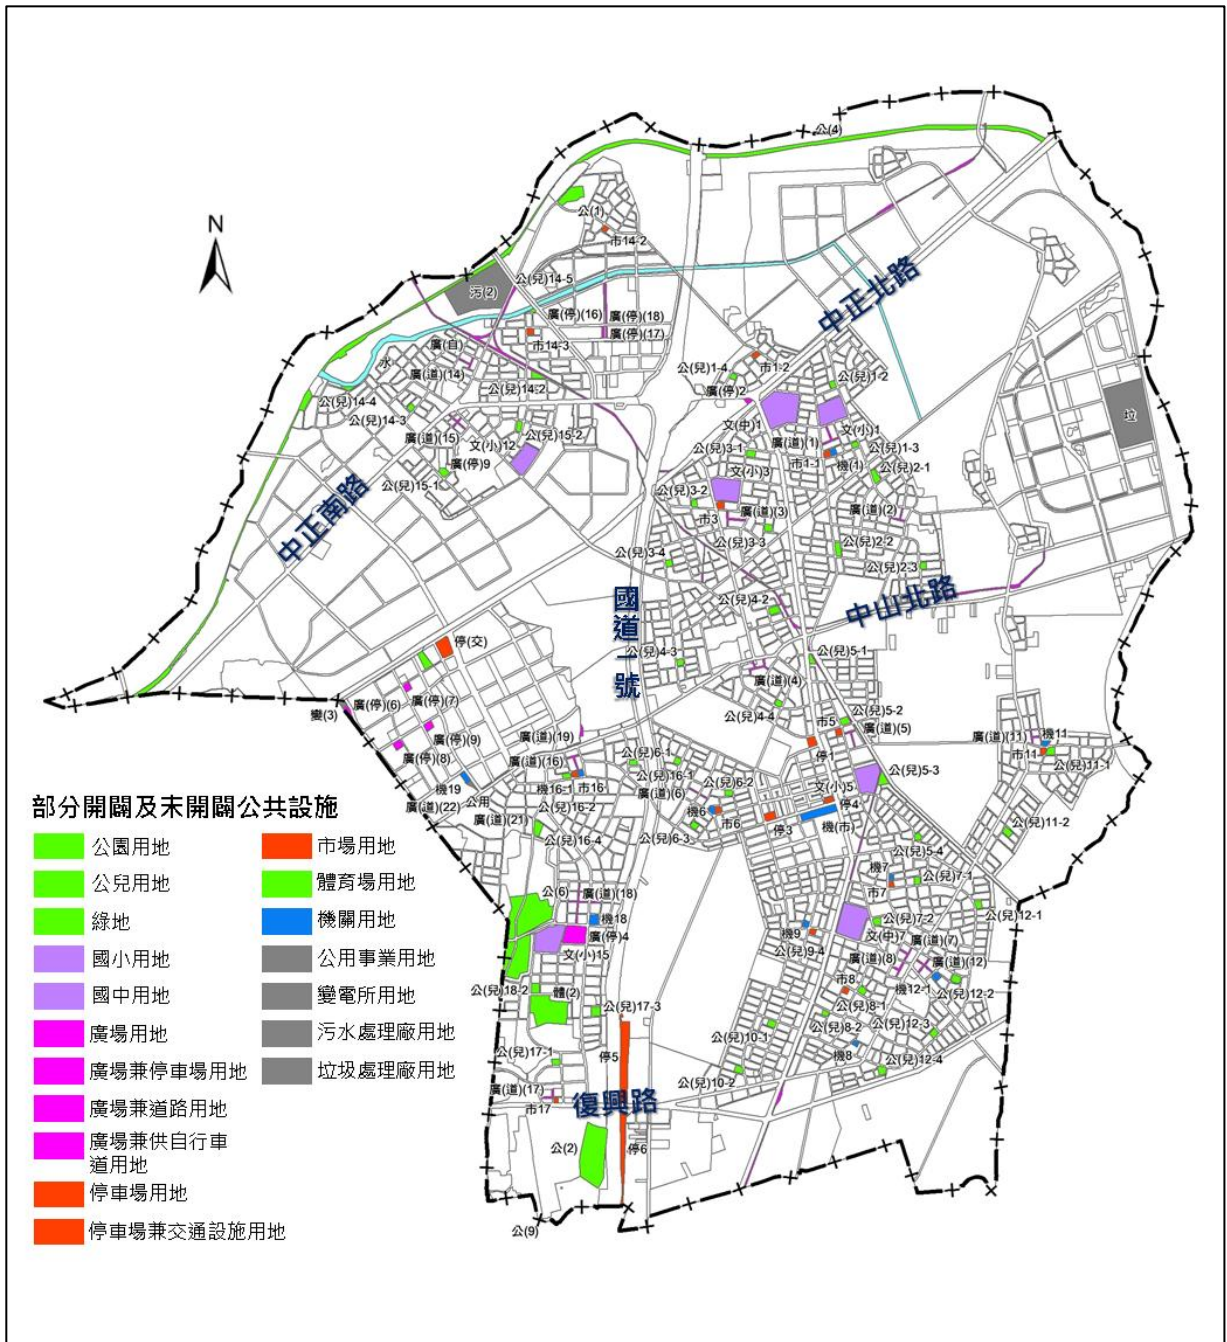 公(4)
N
公(1)
市14-2
公(兒)14-5
污(2)
廣(停)(16)
廣(停)(18)
廣(停)(17)
中正北路
廣(自)
市14-3
水
廣(道)(14)
公(兒)1-4
市1-2
公(兒)14-2
廣(停)2
公(兒)1-2
公(兒)14-4
公(兒)14-3
垃
文(中)1
文(小)1
公(兒)15-2
廣(道)(15)
文(小)12
廣(道)(1)
公(兒)3-1
公(兒)1-3
市1-1
機(1)
廣(停)9
文(小)3
公(兒)2-1
公(兒)15-1
公(兒)3-2
中正南路
市3
廣(道)(3)
廣(道)(2)
公(兒)3-3
公(兒)2-2
公(兒)3-4
公(兒)2-3
國道一號
公(兒)4-2
中山北路
停(交)
公(兒)4-3
公(兒)5-1
廣(道)(4)
廣(停)(6)
廣(停)(7)
變(3)
公(兒)4-4
公(兒)5-2
市5
廣(道)(5)
廣(停)(9)
廣(道)(19)
廣(停)(8)
廣(道)(11)
機11
市11
公(兒)11-1
停1
公(兒)6-1
廣(道)(16)
公(兒)16-1
公(兒)5-3
機19
機16-1
市16
公(兒)6-2
廣(道)(6)
文(小)5
廣(道)(22)
公用
公(兒)16-2
停4
機6
市6
停3
機(市)
廣(道)(21)
公(兒)6-3
公(兒)11-2
公(兒)16-4
公(兒)5-4
機7
公(兒)7-1
市7
公(6)
廣(道)(18)
公(兒)12-1
機18
公(兒)7-2
廣(停)4
機9
文(中)7
廣(道)(7)
公(兒)9-4
文(小)15
廣(道)(8)
廣(道)(12)
公(兒)18-2
體(2)
市8
機12-1
公(兒)12-2
公(兒)17-3
公(兒)8-1
公(兒)8-2
公(兒)12-3
公(兒)10-1
機8
公(兒)17-1
停5
公(兒)12-4
公(兒)10-2
廣(道)(17)
市17
復興路
公(2)
停6
公(9)
部分開闢及未開闢公共設施
公園用地
公兒用地
綠地
國小用地
國中用地
廣場用地
廣場兼停車場用地
廣場兼道路用地
廣場兼供自行車
道用地
停車場用地
停車場兼交通設施用地
市場用地
體育場用地
機關用地
公用事業用地
變電所用地
污水處理廠用地
垃圾處理廠用地